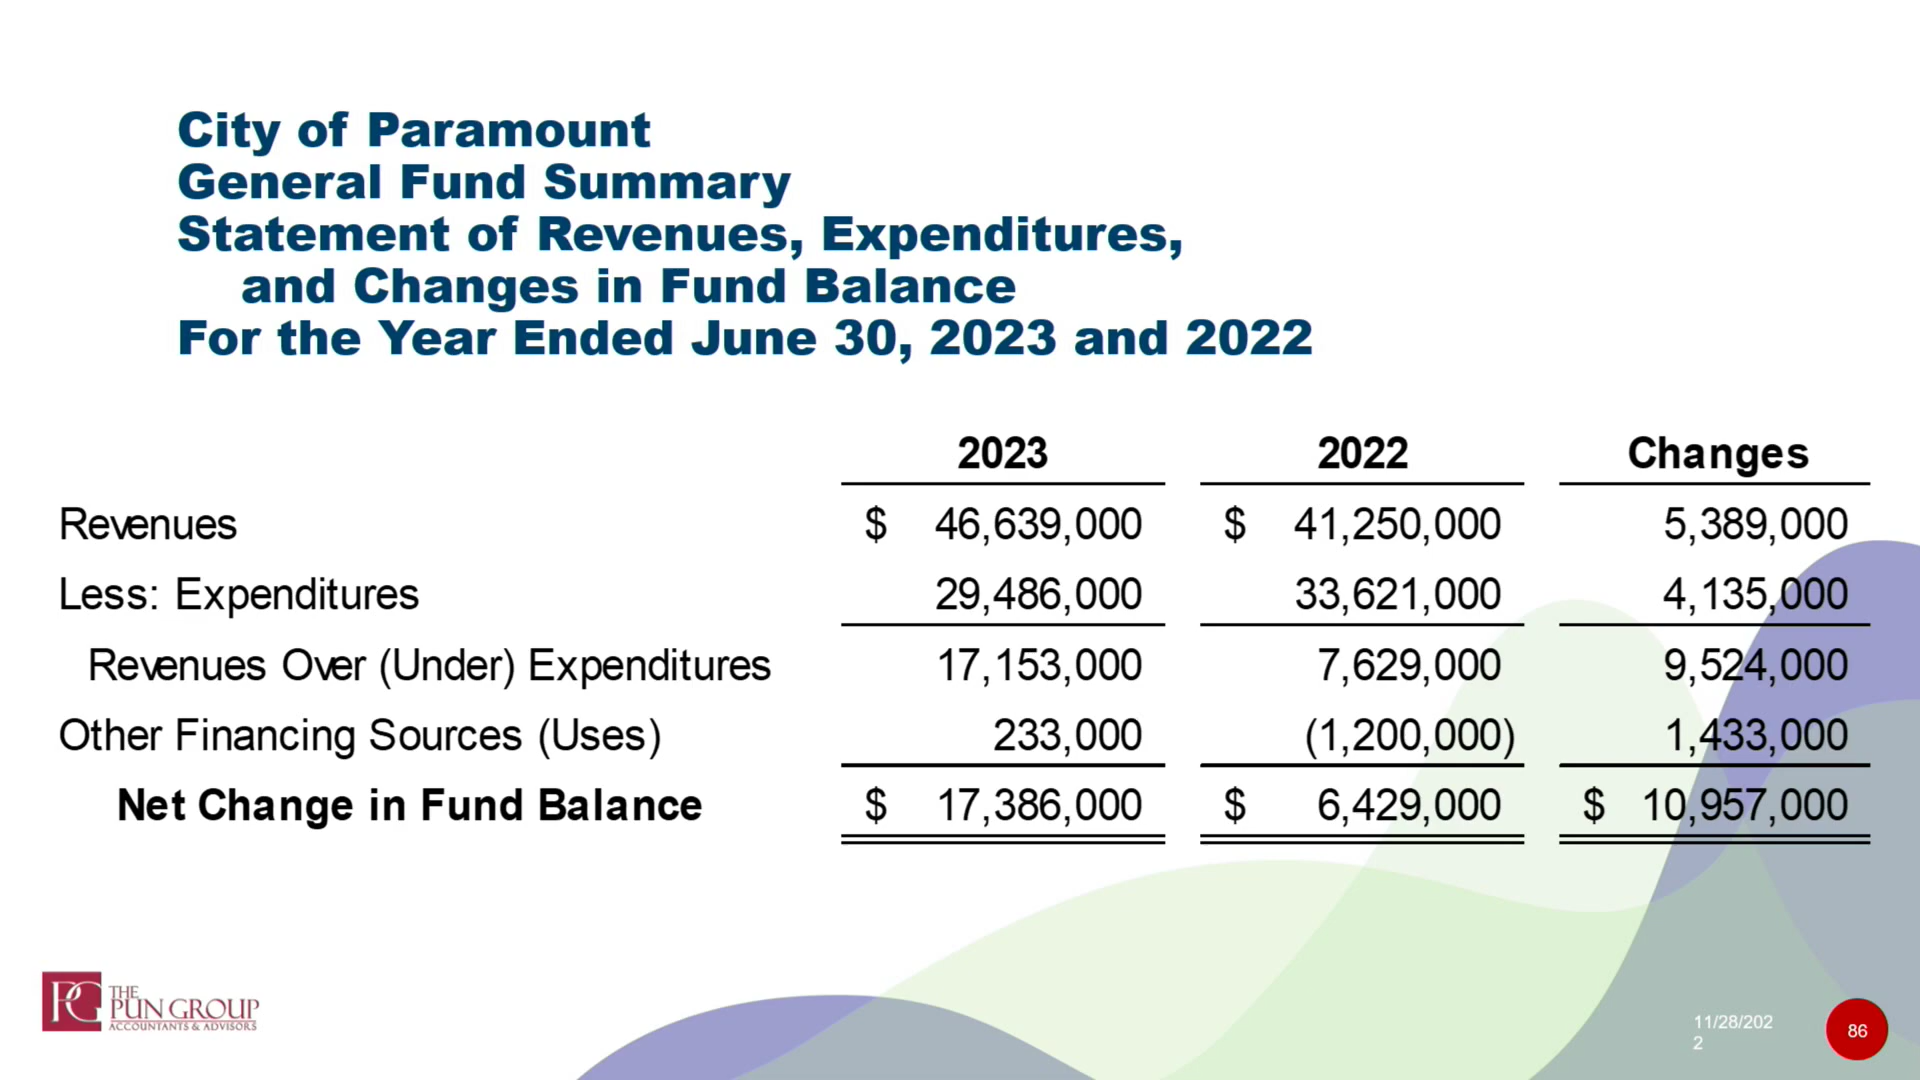 City of Paramount
General Fund Summary
Statement of Revenues, Expenditures,
and Changes in Fund Balance
For the Year Ended June 30, 2023 and 2022
2023 2022 Changes
Revenues $ 46,639,000 $ 41,250,000 5,389,000
Less: Expenditures 29,486,000 33,621,000 4,135,000
Revenues Over (Under) Expenditures 17,153,000 7,629,000 9,524,000
Other Financing Sources (Uses) 233,000 (1,200,000) 1,433,000
Net Change in Fund Balance $ 17,386,000 $ 6,429,000 $ 10,957,000
PG THE
PUN GROUP
ACCOUNTANTS & ADVISORS
11/28/202
2
86